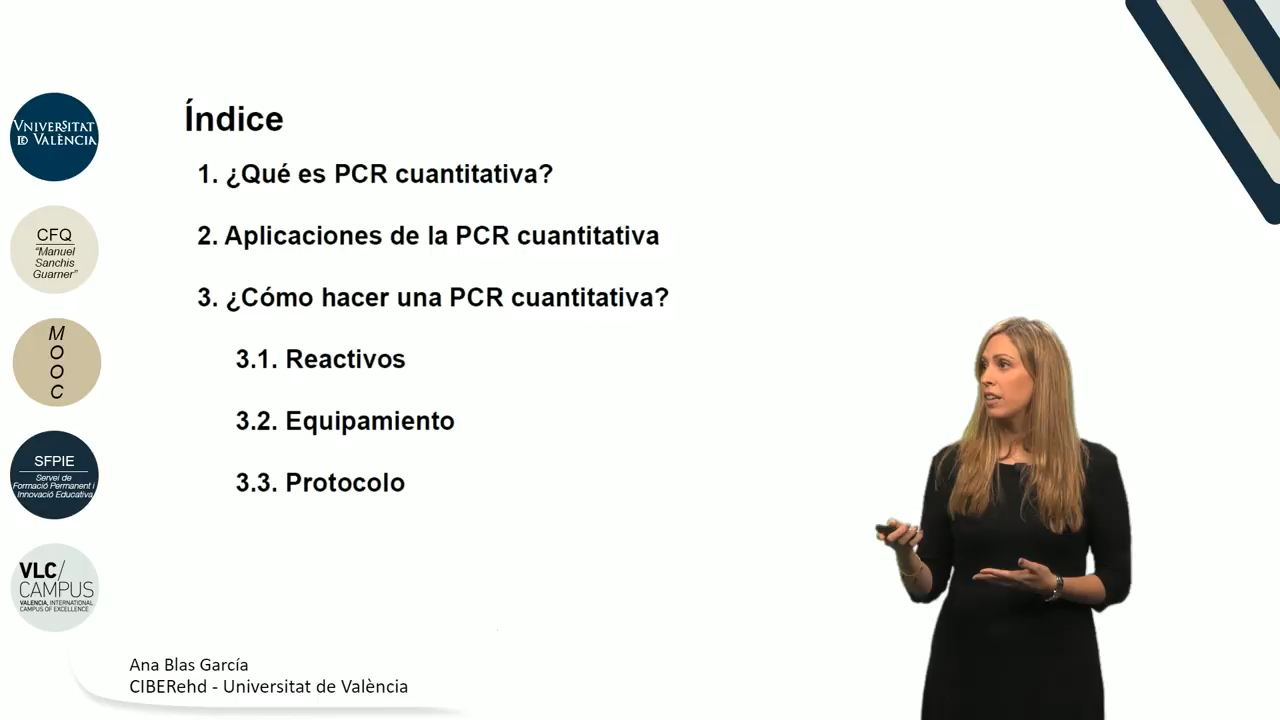 Índice
1. ¿Qué es PCR cuantitativa?
2. Aplicaciones de la PCR cuantitativa
3. ¿Cómo hacer una PCR cuantitativa?
3.1. Reactivos
3.2. Equipamiento
3.3. Protocolo
VNIVERSITAT
ID VALÈNCIA
CFQ
“Manuel
Sanchis
Guarner”
M
O
O
C
SFPIE
Servei de
Formació Permanent i
Innovació Educativa
VLC/
CAMPUS
VALENCIA, INTERNATIONAL
CAMPUS OF EXCELLENCE
Ana Blas García
CIBERehd - Universitat de València